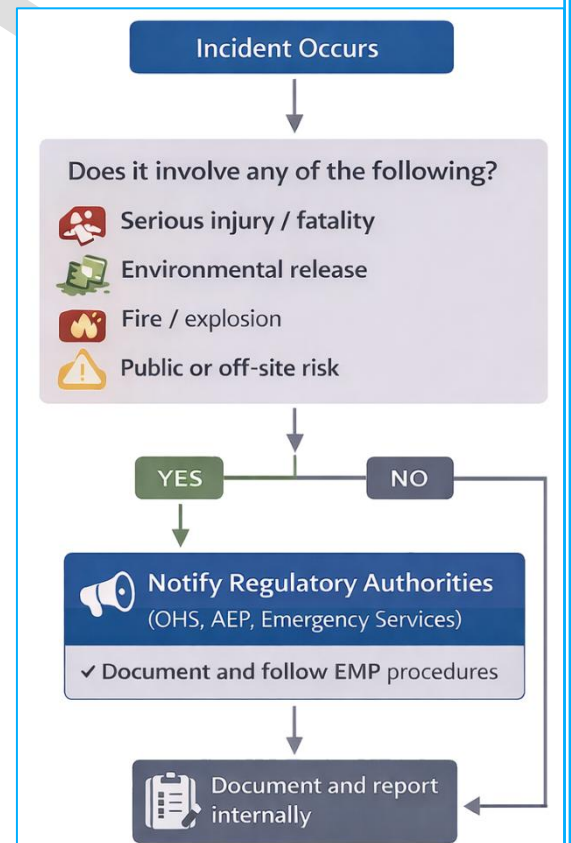 Incident Occurs
Does it involve any of the following?
Serious injury / fatality
Environmental release
Fire / explosion
Public or off-site risk
YES
NO
Notify Regulatory Authorities
(OHS, AEP, Emergency Services)
✓ Document and follow EMP procedures
Document and report
internally